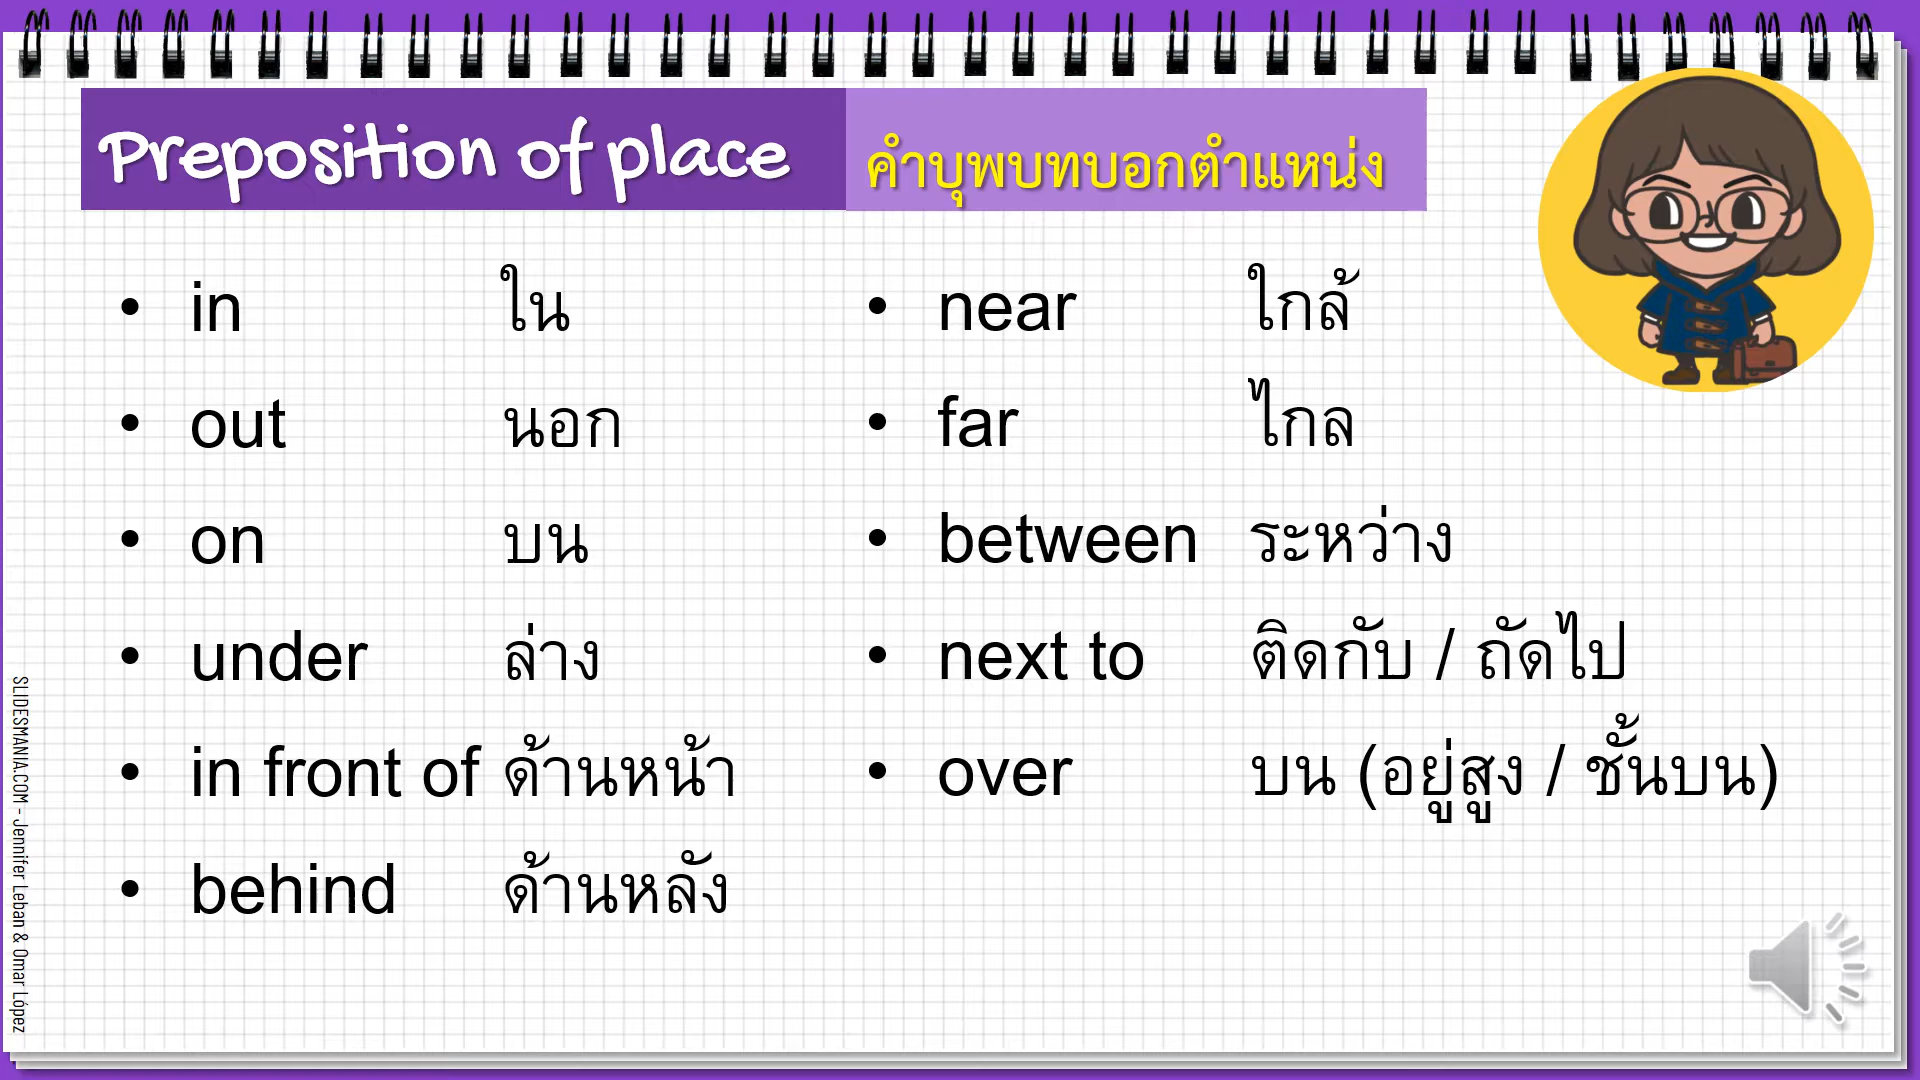 Preposition of place คำบุพบทบอกตำแหน่ง
• in ใน
• out นอก
• on บน
• under ล่าง
• in front of ด้านหน้า
• behind ด้านหลัง
• near ใกล้
• far ไกล
• between ระหว่าง
• next to ติดกับ / ถัดไป
• over บน (อยู่สูง / ชั้นบน)
SLIDESMANIA.COM - Jennifer Leban & Omar López